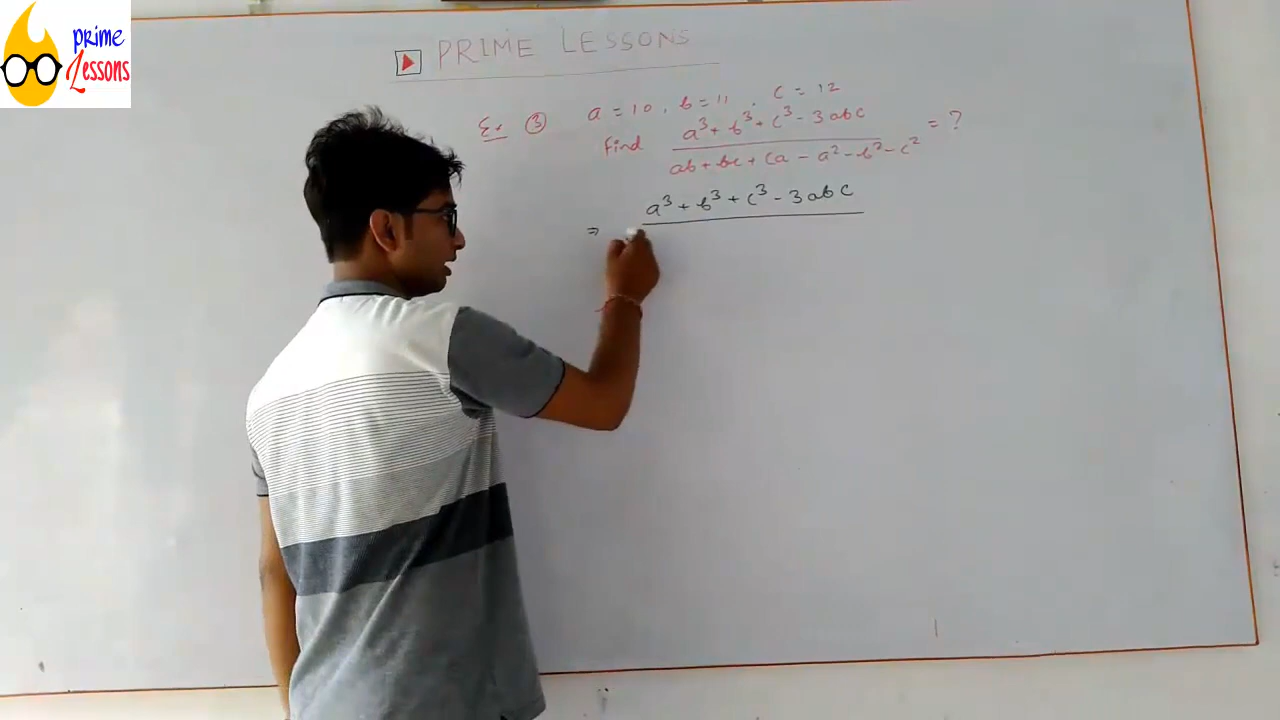 prime
Lessons
PRIME LESSONS
Ex ③ a = 10, b = 11, c = 12
Find a³ + b³ + c³ - 3abc
ab + bc + ca - a² - b² - c² = ?
⇒ a³ + b³ + c³ - 3abc